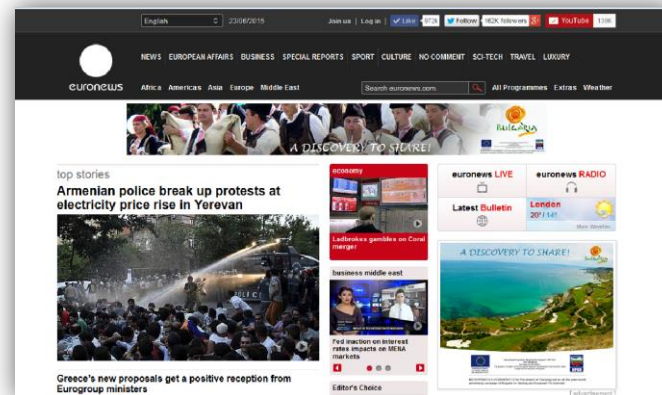 English 23/06/2015 Join us | Log in | Like 972K Follow 162K followers YouTube 138K
NEWS EUROPEAN AFFAIRS BUSINESS SPECIAL REPORTS SPORT CULTURE NO COMMENT SCI-TECH TRAVEL LUXURY
euronews
Africa Americas Asia Europe Middle East Search euronews.com All Programmes Extras Weather
A DISCOVERY TO SHARE!
BULGARIA
top stories
Armenian police break up protests at
electricity price rise in Yerevan
POLICE
Greece's new proposals get a positive reception from
Eurogroup ministers
economy
Ladbrokes gambles on Coral
merger
business middle east
Fed inaction on interest
rates impacts on MENA
markets
Editor's Choice
euronews LIVE
euronews RADIO
Latest Bulletin
London
20° / 14°
More Weather
A DISCOVERY TO SHARE!
advertisement